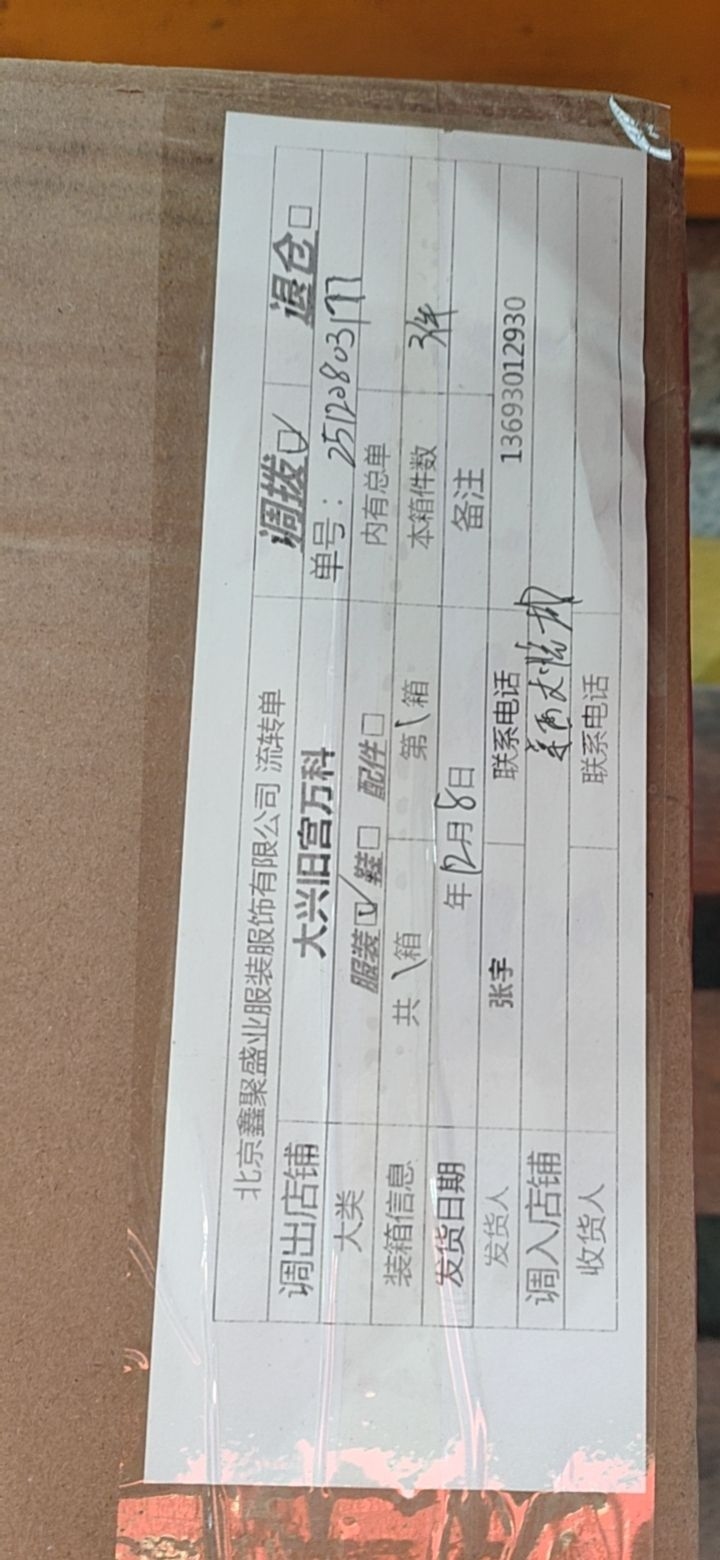 北京鑫聚盛业服装服饰有限公司 流转单 调拨☑ 退仓□
调出店铺 大兴旧宫万科 单号：25120803177
大类 服装☑ 鞋□ 配件□ 内有总单
装箱信息 共1箱 第1箱 本箱件数 3件
发货日期 年12月8日 备注
发货人 张宇 联系电话 13693012930
调入店铺 大悦城
收货人 联系电话